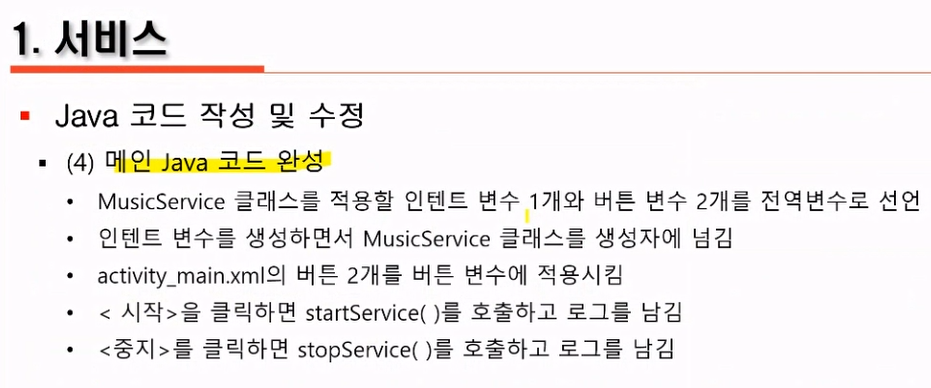 1. 서비스
Java 코드 작성 및 수정
(4) 메인 Java 코드 완성
MusicService 클래스를 적용할 인텐트 변수 1개와 버튼 변수 2개를 전역변수로 선언
인텐트 변수를 생성하면서 MusicService 클래스를 생성자에 넘김
activity_main.xml의 버튼 2개를 버튼 변수에 적용시킴
< 시작>을 클릭하면 startService( )를 호출하고 로그를 남김
<중지>를 클릭하면 stopService( )를 호출하고 로그를 남김